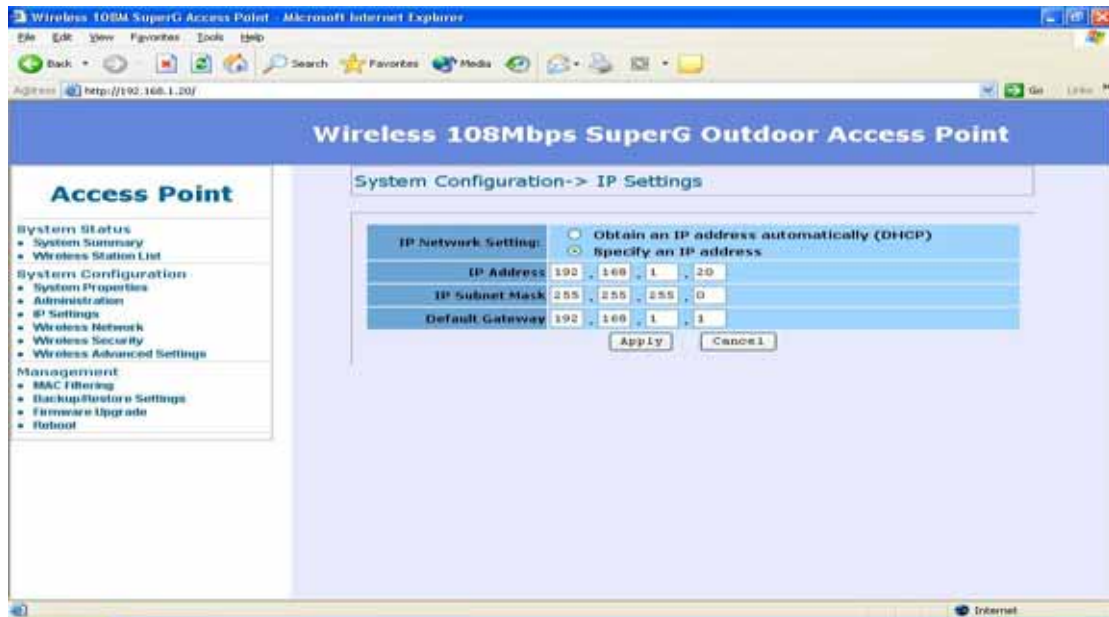 Wireless 108M SuperG Access Point - Microsoft Internet Explorer
File Edit View Favorites Tools Help
Back Search Favorites Media
Address http://192.168.1.20/ Go Links
Wireless 108Mbps SuperG Outdoor Access Point
Access Point
System Status
System Summary
Wireless Station List
System Configuration
System Properties
Administration
IP Settings
Wireless Network
Wireless Security
Wireless Advanced Settings
Management
MAC Filtering
Backup/Restore Settings
Firmware Upgrade
Reboot
System Configuration-> IP Settings
IP Network Setting: Obtain an IP address automatically (DHCP)
Specify an IP address
IP Address 192 . 168 . 1 . 20
IP Subnet Mask 255 . 255 . 255 . 0
Default Gateway 192 . 168 . 1 . 1
Apply Cancel
Internet